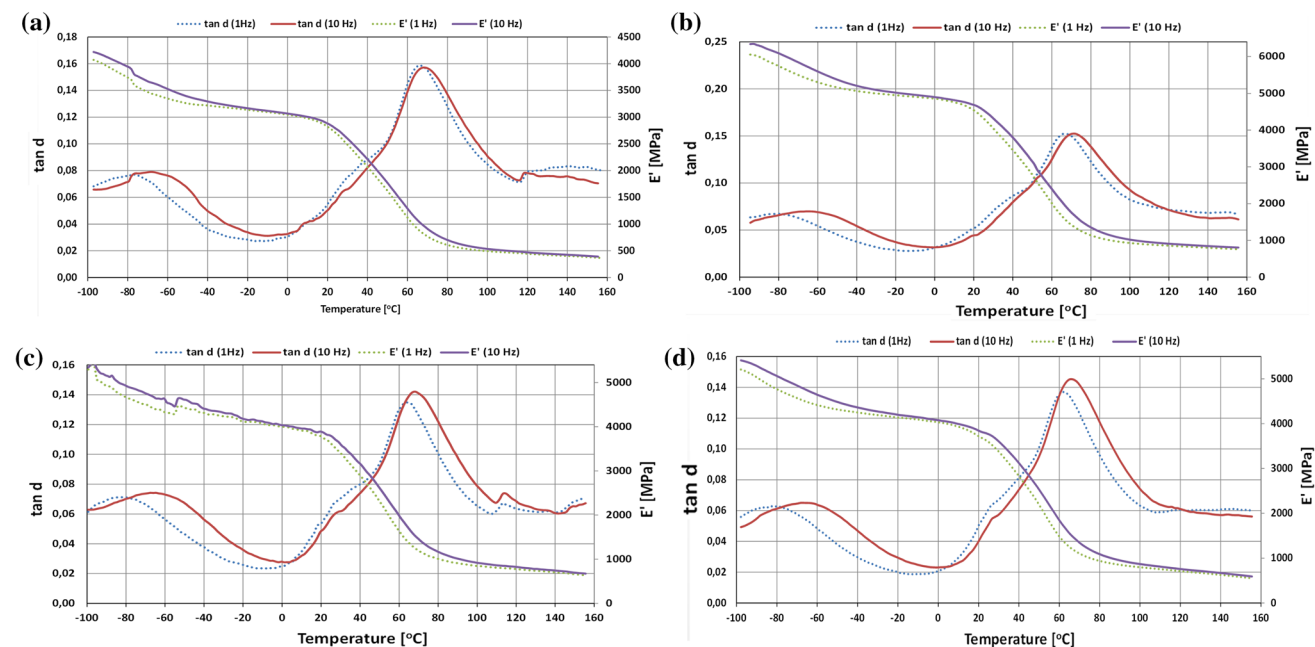 (a)
tan d (1Hz) tan d (10 Hz) E' (1 Hz) E' (10 Hz)
0,18
0,16
0,14
0,12
0,10
0,08
0,06
0,04
0,02
0,00
tan d
4500
4000
3500
3000
2500
2000
1500
1000
500
0
E' [MPa]
-100 -80 -60 -40 -20 0 20 40 60 80 100 120 140 160
Temperature [°C]
(b)
tan d (1Hz) tan d (10 Hz) E' (1 Hz) E' (10 Hz)
0,25
0,20
0,15
0,10
0,05
0,00
tan d
6000
5000
4000
3000
2000
1000
0
E' [MPa]
-100 -80 -60 -40 -20 0 20 40 60 80 100 120 140 160
Temperature [°C]
(c)
tan d (1Hz) tan d (10 Hz) E' (1 Hz) E' (10 Hz)
0,16
0,14
0,12
0,10
0,08
0,06
0,04
0,02
0,00
tan d
5000
4000
3000
2000
1000
0
E' [MPa]
-100 -80 -60 -40 -20 0 20 40 60 80 100 120 140 160
Temperature [°C]
(d)
tan d (1Hz) tan d (10 Hz) E' (1 Hz) E' (10 Hz)
0,16
0,14
0,12
0,10
0,08
0,06
0,04
0,02
0,00
tan d
5000
4000
3000
2000
1000
0
E' [MPa]
-100 -80 -60 -40 -20 0 20 40 60 80 100 120 140 160
Temperature [°C]